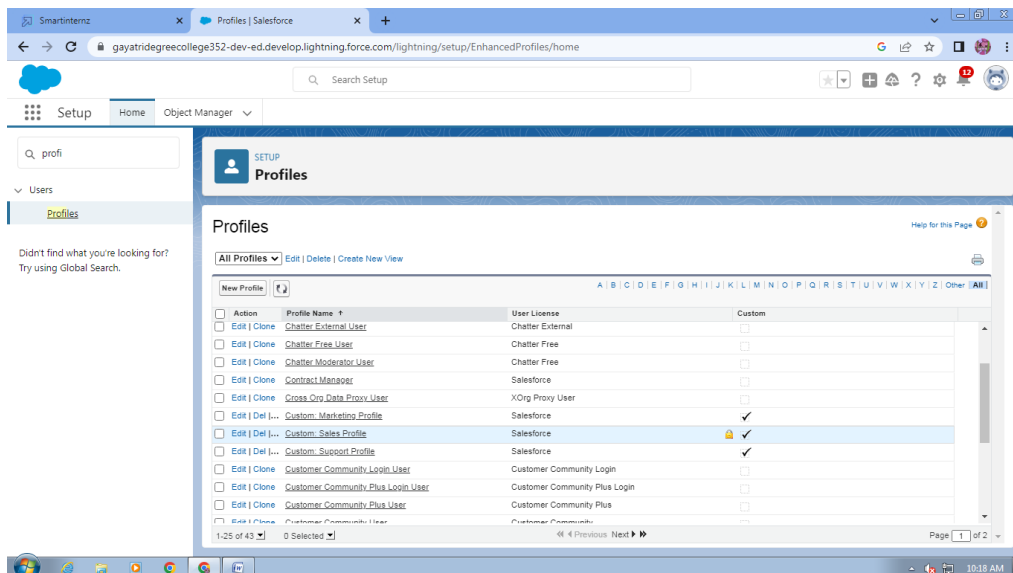 Smartinternz
Profiles | Salesforce
gayatridegreecollege352-dev-ed.develop.lightning.force.com/lightning/setup/EnhancedProfiles/home
Search Setup
12
Setup Home Object Manager
profi
Users
Profiles
Didn't find what you're looking for?
Try using Global Search.
SETUP
Profiles
Profiles
Help for this Page
All Profiles Edit | Delete | Create New View
New Profile A | B | C | D | E | F | G | H | I | J | K | L | M | N | O | P | Q | R | S | T | U | V | W | X | Y | Z | Other All
Action Profile Name User License Custom
Edit | Clone Chatter External User Chatter External
Edit | Clone Chatter Free User Chatter Free
Edit | Clone Chatter Moderator User Chatter Free
Edit | Clone Contract Manager Salesforce
Edit | Clone Cross Org Data Proxy User XOrg Proxy User
Edit | Del |... Custom: Marketing Profile Salesforce
Edit | Del |... Custom: Sales Profile Salesforce
Edit | Del |... Custom: Support Profile Salesforce
Edit | Clone Customer Community Login User Customer Community Login
Edit | Clone Customer Community Plus Login User Customer Community Plus Login
Edit | Clone Customer Community Plus User Customer Community Plus
Edit | Clone Customer Community User Customer Community
1-25 of 43 0 Selected Previous Next Page 1 of 2
10:18 AM